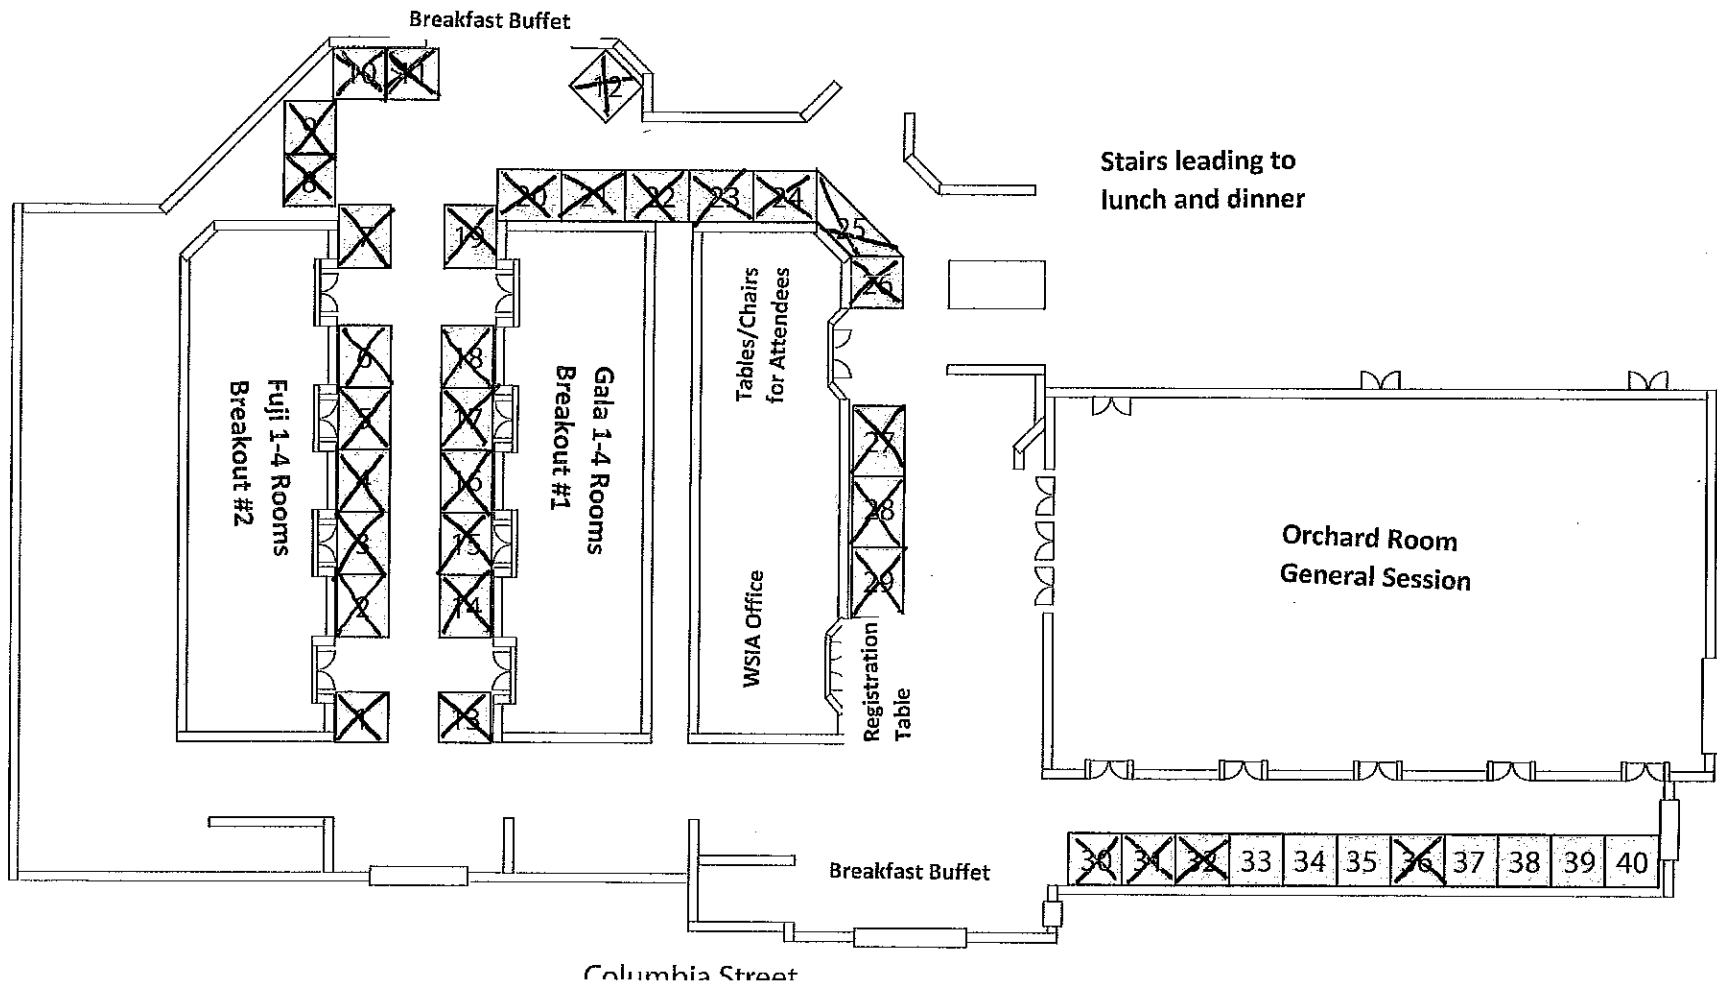 Breakfast Buffet
10 11
12
9
8
Stairs leading to
lunch and dinner
20 21 22 23 24
25
7 19
26
Tables/Chairs
for Attendees
6 18
5 17
4 16
3 15
2 14
1 13
Fuji 1-4 Rooms
Breakout #2
Gala 1-4 Rooms
Breakout #1
27
28
29
Orchard Room
General Session
WSIA Office
Registration
Table
30 31 32 33 34 35 36 37 38 39 40
Breakfast Buffet
Columbia Street